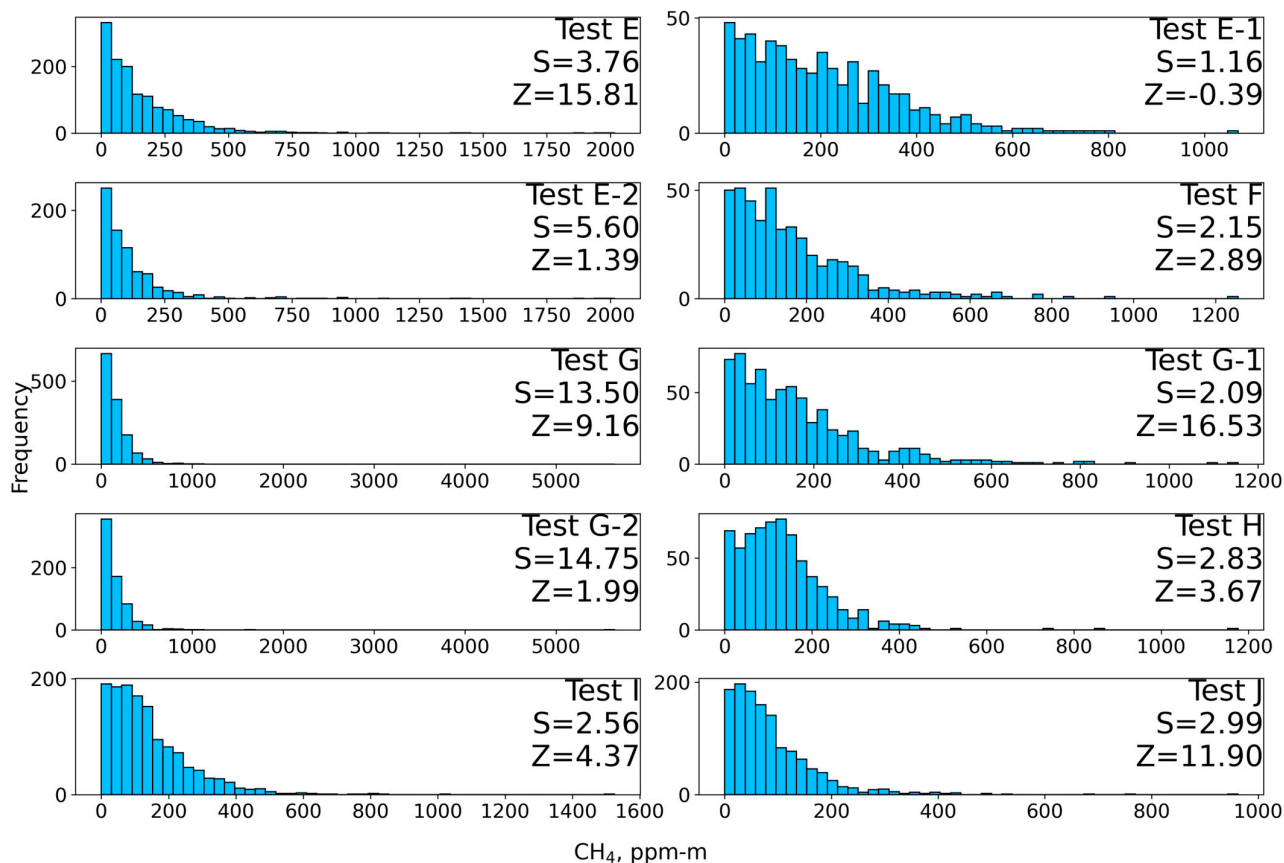 Frequency
Test E
S=3.76
Z=15.81
200
0
0 250 500 750 1000 1250 1500 1750 2000
Test E-1
S=1.16
Z=-0.39
50
0
0 200 400 600 800 1000
Test E-2
S=5.60
Z=1.39
200
0
0 250 500 750 1000 1250 1500 1750 2000
Test F
S=2.15
Z=2.89
50
0
0 200 400 600 800 1000 1200
Test G
S=13.50
Z=9.16
500
0
0 1000 2000 3000 4000 5000
Test G-1
S=2.09
Z=16.53
50
0
0 200 400 600 800 1000 1200
Test G-2
S=14.75
Z=1.99
200
0
0 1000 2000 3000 4000 5000
Test H
S=2.83
Z=3.67
50
0
0 200 400 600 800 1000 1200
Test I
S=2.56
Z=4.37
200
0
0 200 400 600 800 1000 1200 1400 1600
Test J
S=2.99
Z=11.90
200
0
0 200 400 600 800 1000
CH₄, ppm-m